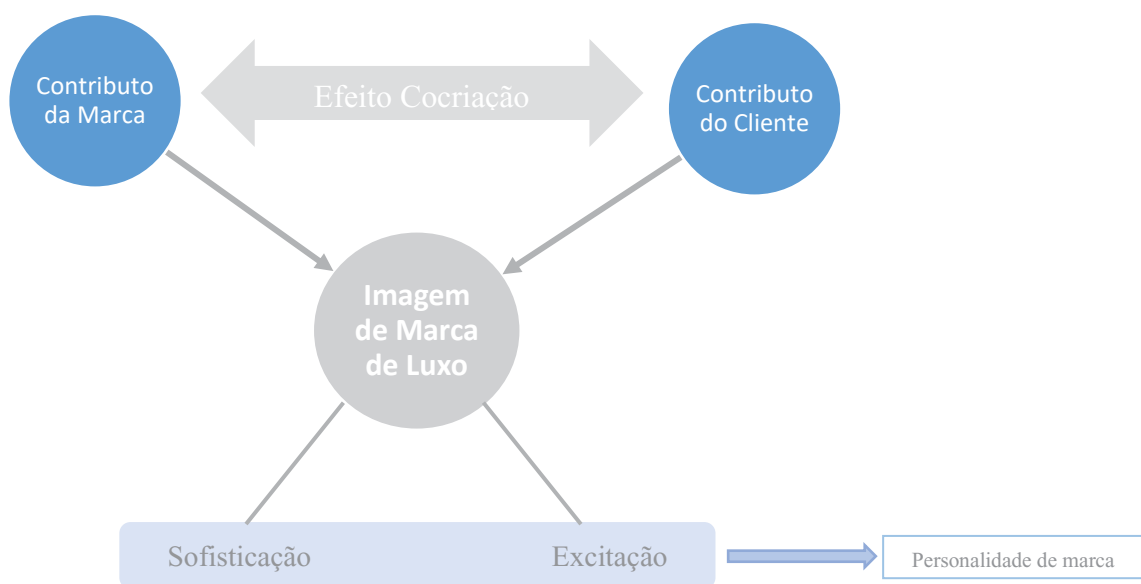 Contributo
da Marca
Efeito Cocriação
Contributo
do Cliente
Imagem
de Marca
de Luxo
Sofisticação
Excitação
Personalidade de marca